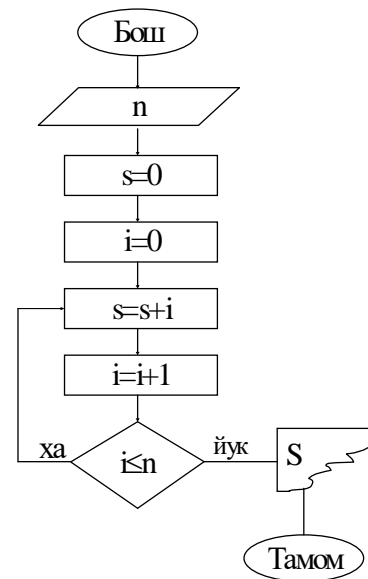 Бош
n
s=0
i=0
s=s+i
i=i+1
i≤n
ха
йук
S
Тамом